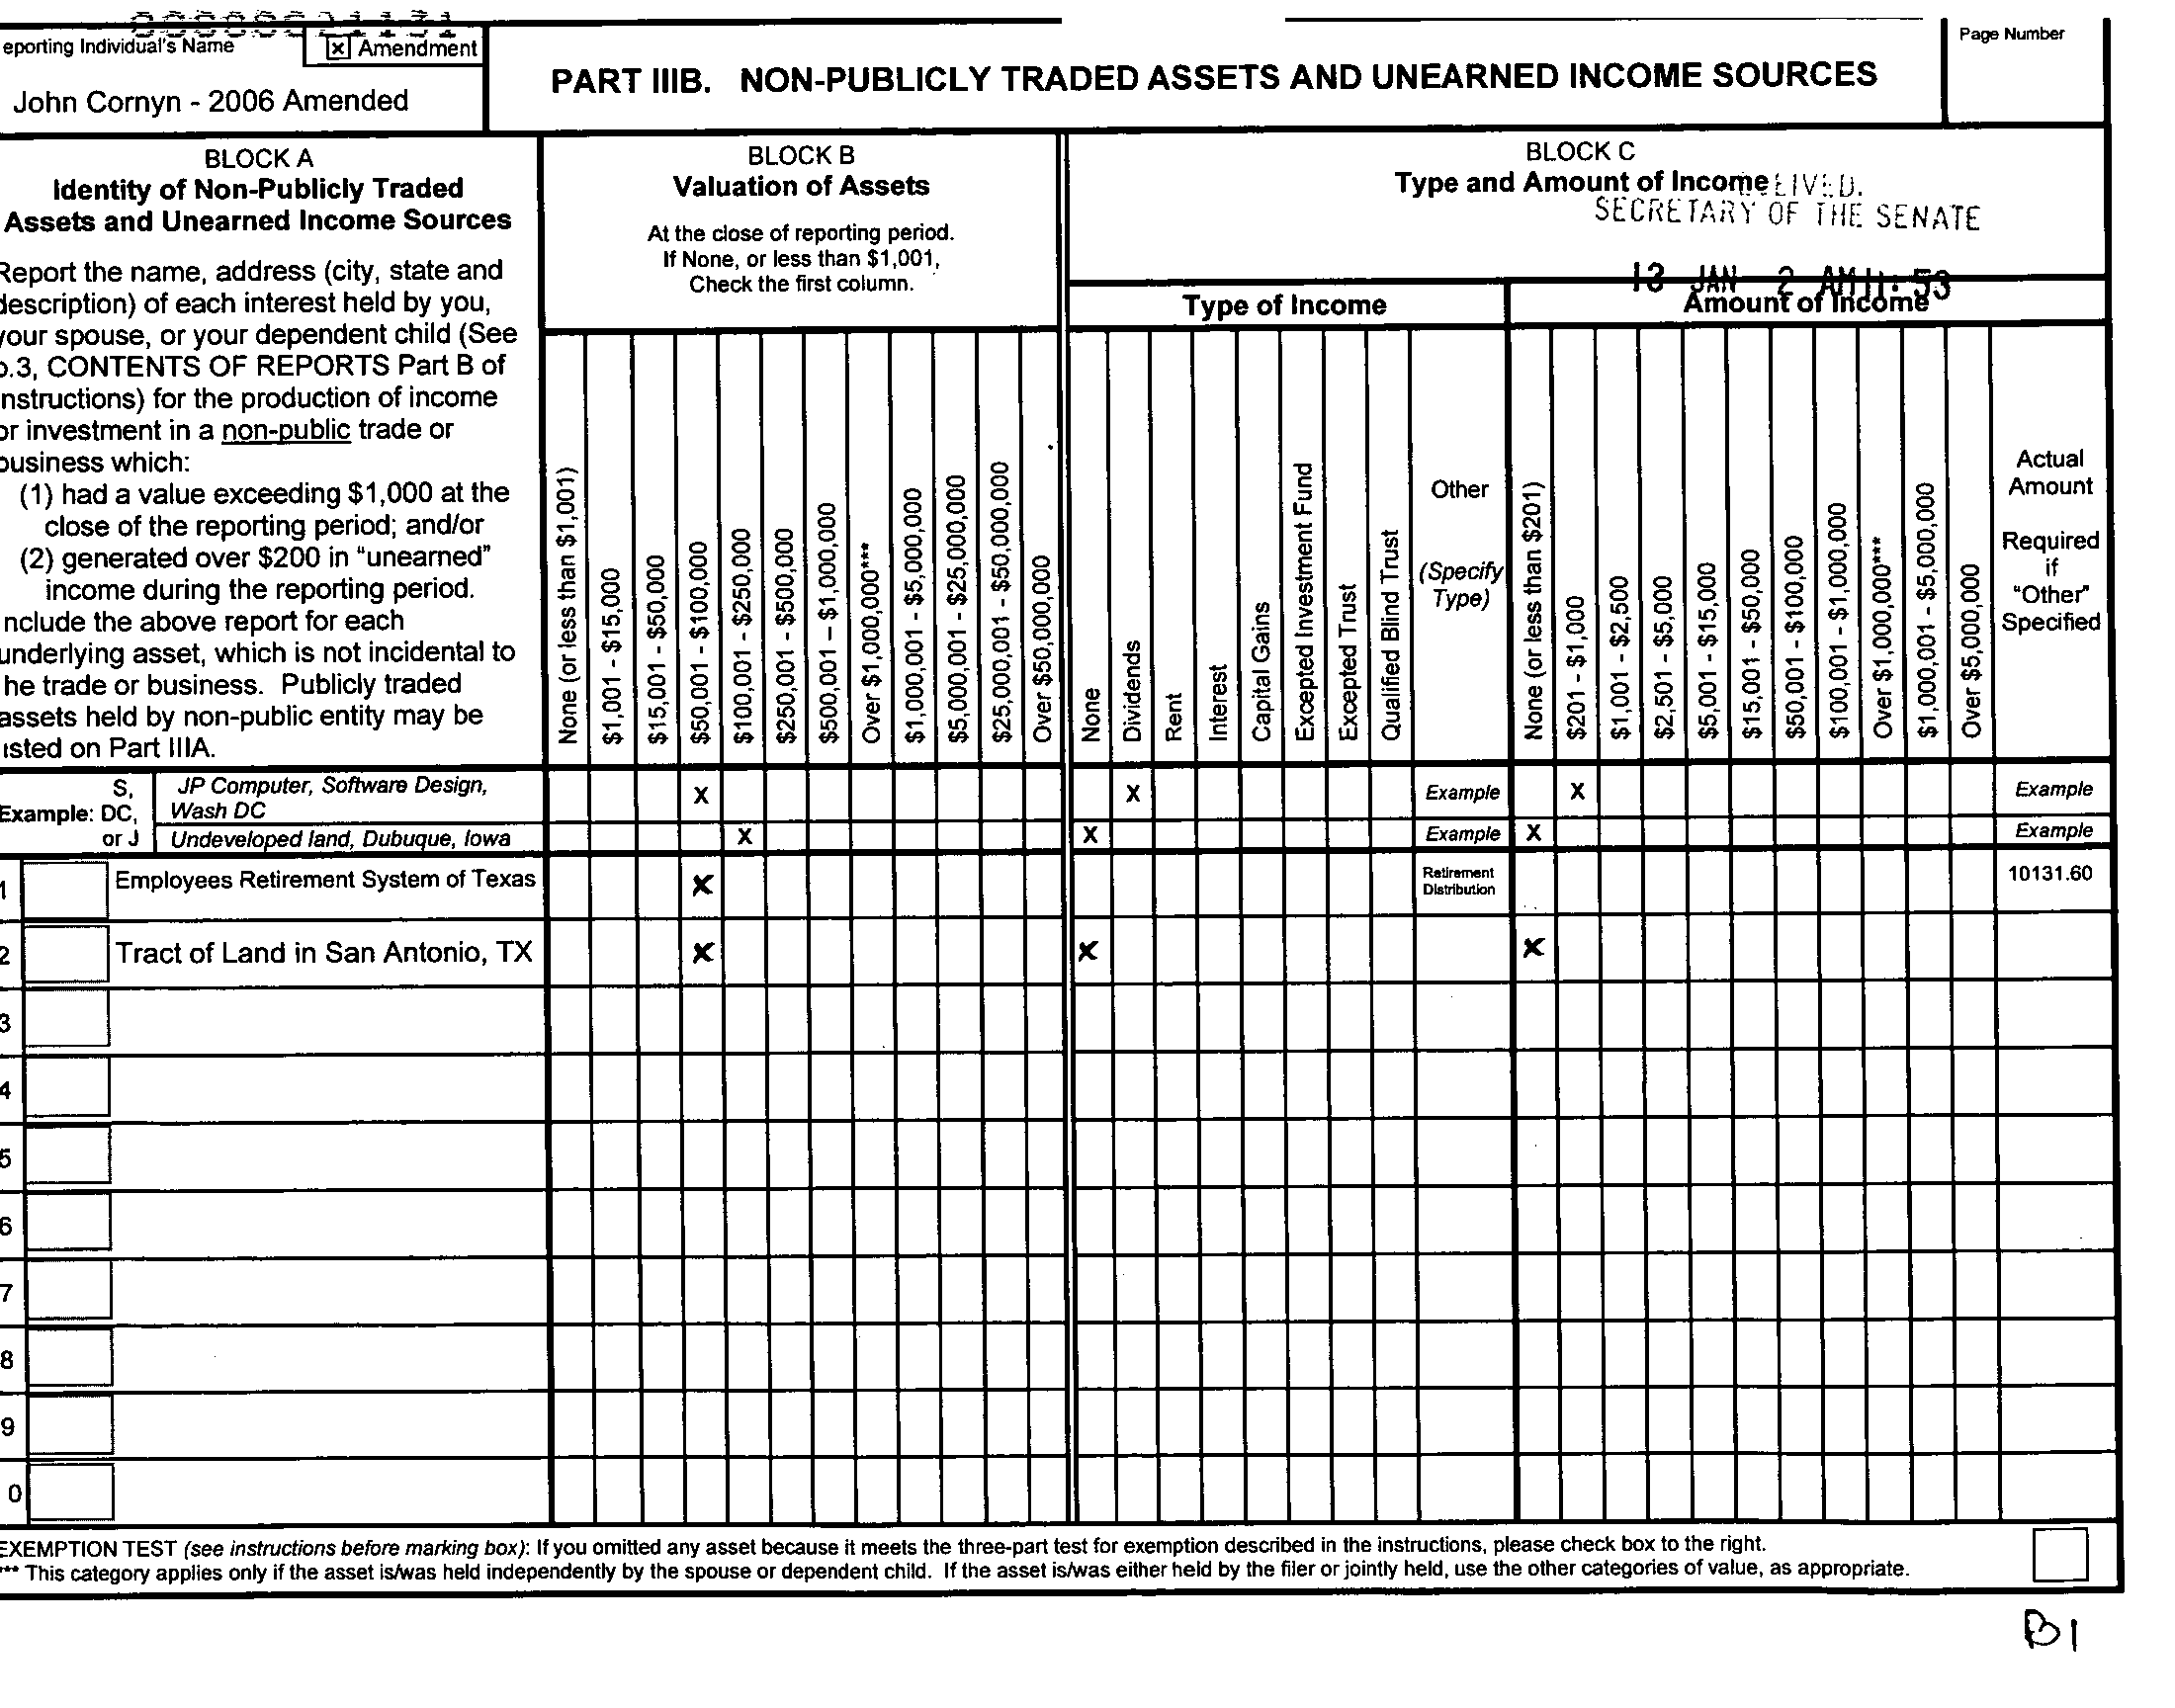 eporting Individual's Name
x Amendment
John Cornyn - 2006 Amended
PART IIIB. NON-PUBLICLY TRADED ASSETS AND UNEARNED INCOME SOURCES
Page Number
BLOCK A
Identity of Non-Publicly Traded
Assets and Unearned Income Sources
Report the name, address (city, state and
description) of each interest held by you,
your spouse, or your dependent child (See
p.3, CONTENTS OF REPORTS Part B of
nstructions) for the production of income
or investment in a non-public trade or
business which:
(1) had a value exceeding $1,000 at the
close of the reporting period; and/or
(2) generated over $200 in "unearned"
income during the reporting period.
nclude the above report for each
underlying asset, which is not incidental to
he trade or business. Publicly traded
assets held by non-public entity may be
isted on Part IIIA.
BLOCK B
Valuation of Assets
At the close of reporting period.
If None, or less than $1,001,
Check the first column.
None (or less than $1,001)
$1,001 - $15,000
$15,001 - $50,000
$50,001 - $100,000
$100,001 - $250,000
$250,001 - $500,000
$500,001 – $1,000,000
Over $1,000,000***
$1,000,001 - $5,000,000
$5,000,001 - $25,000,000
$25,000,001 - $50,000,000
Over $50,000,000
BLOCK C
Type and Amount of Income
SECRETARY OF THE SENATE
13 JAN 2 AM 11:53
Type of Income
Amount of Income
None
Dividends
Rent
Interest
Capital Gains
Excepted Investment Fund
Excepted Trust
Qualified Blind Trust
Other
(Specify
Type)
None (or less than $201)
$201 - $1,000
$1,001 - $2,500
$2,501 - $5,000
$5,001 - $15,000
$15,001 - $50,000
$50,001 - $100,000
$100,001 - $1,000,000
Over $1,000,000***
$1,000,001 - $5,000,000
Over $5,000,000
Actual
Amount
Required
if
"Other"
Specified
Example: S, DC, or J
JP Computer, Software Design,
Wash DC X X Example X Example
Undeveloped land, Dubuque, Iowa X X Example X Example
1 Employees Retirement System of Texas X Retirement Distribution 10131.60
2 Tract of Land in San Antonio, TX X X X
3
4
5
6
7
8
9
0
EXEMPTION TEST (see instructions before marking box): If you omitted any asset because it meets the three-part test for exemption described in the instructions, please check box to the right.
*** This category applies only if the asset is/was held independently by the spouse or dependent child. If the asset is/was either held by the filer or jointly held, use the other categories of value, as appropriate.
B1